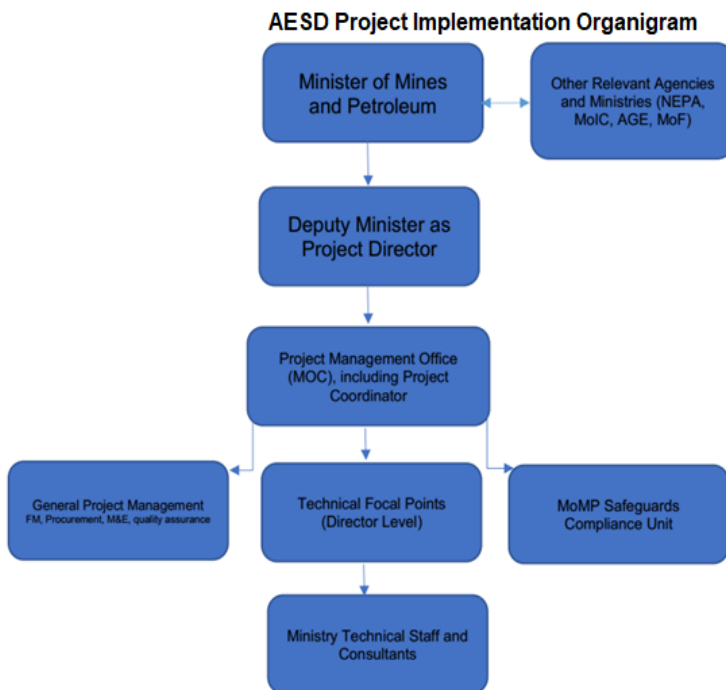 AESD Project Implementation Organigram
Minister of Mines
and Petroleum
Other Relevant Agencies
and Ministries (NEPA,
MoIC, AGE, MoF)
Deputy Minister as
Project Director
Project Management Office
(MOC), including Project
Coordinator
General Project Management
FM, Procurement, M&E, quality assurance
Technical Focal Points
(Director Level)
MoMP Safeguards
Compliance Unit
Ministry Technical Staff and
Consultants